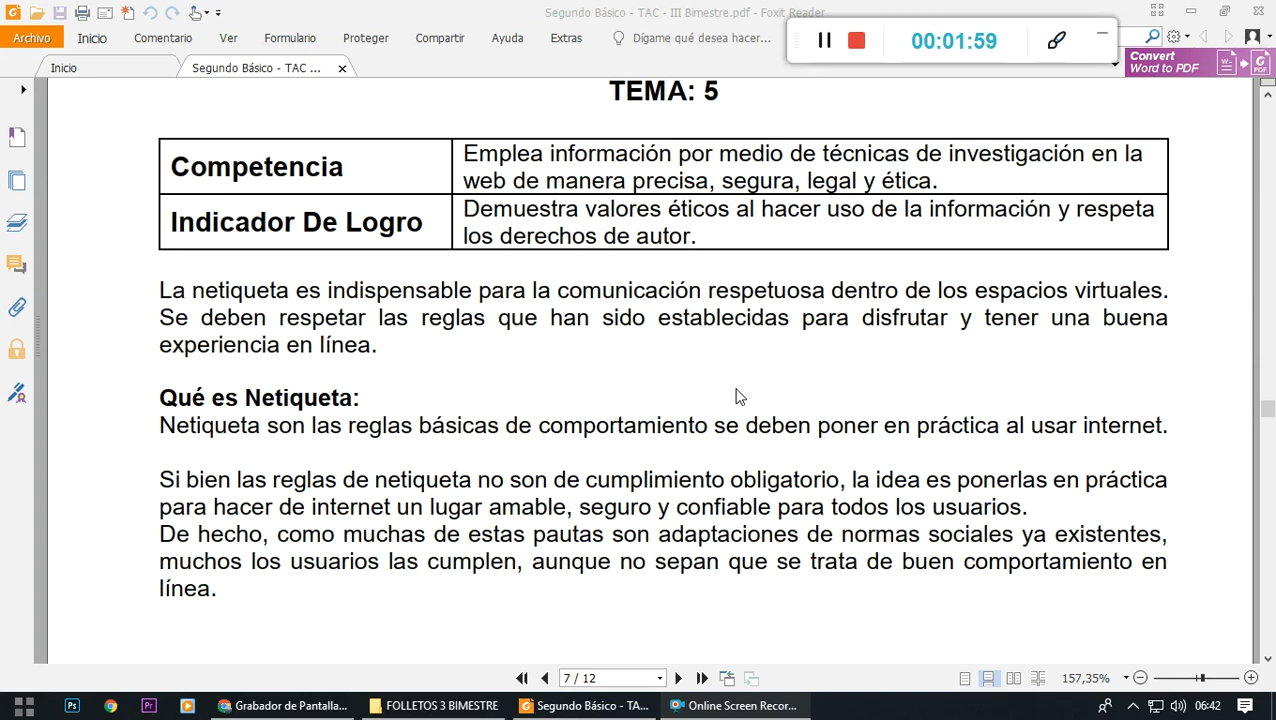 Segundo Básico - TAC - III Bimestre.pdf - Foxit Reader
Archivo Inicio Comentario Ver Formulario Proteger Compartir Ayuda Extras Dígame qué desea hacer...
00:01:59
Convert
Word to PDF
Inicio Segundo Básico - TAC ...
TEMA: 5
Competencia
Emplea información por medio de técnicas de investigación en la
web de manera precisa, segura, legal y ética.
Indicador De Logro
Demuestra valores éticos al hacer uso de la información y respeta
los derechos de autor.
La netiqueta es indispensable para la comunicación respetuosa dentro de los espacios virtuales.
Se deben respetar las reglas que han sido establecidas para disfrutar y tener una buena
experiencia en línea.
Qué es Netiqueta:
Netiqueta son las reglas básicas de comportamiento se deben poner en práctica al usar internet.
Si bien las reglas de netiqueta no son de cumplimiento obligatorio, la idea es ponerlas en práctica
para hacer de internet un lugar amable, seguro y confiable para todos los usuarios.
De hecho, como muchas de estas pautas son adaptaciones de normas sociales ya existentes,
muchos los usuarios las cumplen, aunque no sepan que se trata de buen comportamiento en
línea.
7 / 12 157,35%
Ps Pr Grabador de Pantalla... FOLLETOS 3 BIMESTRE Segundo Básico - TA... Online Screen Recor... 06:42